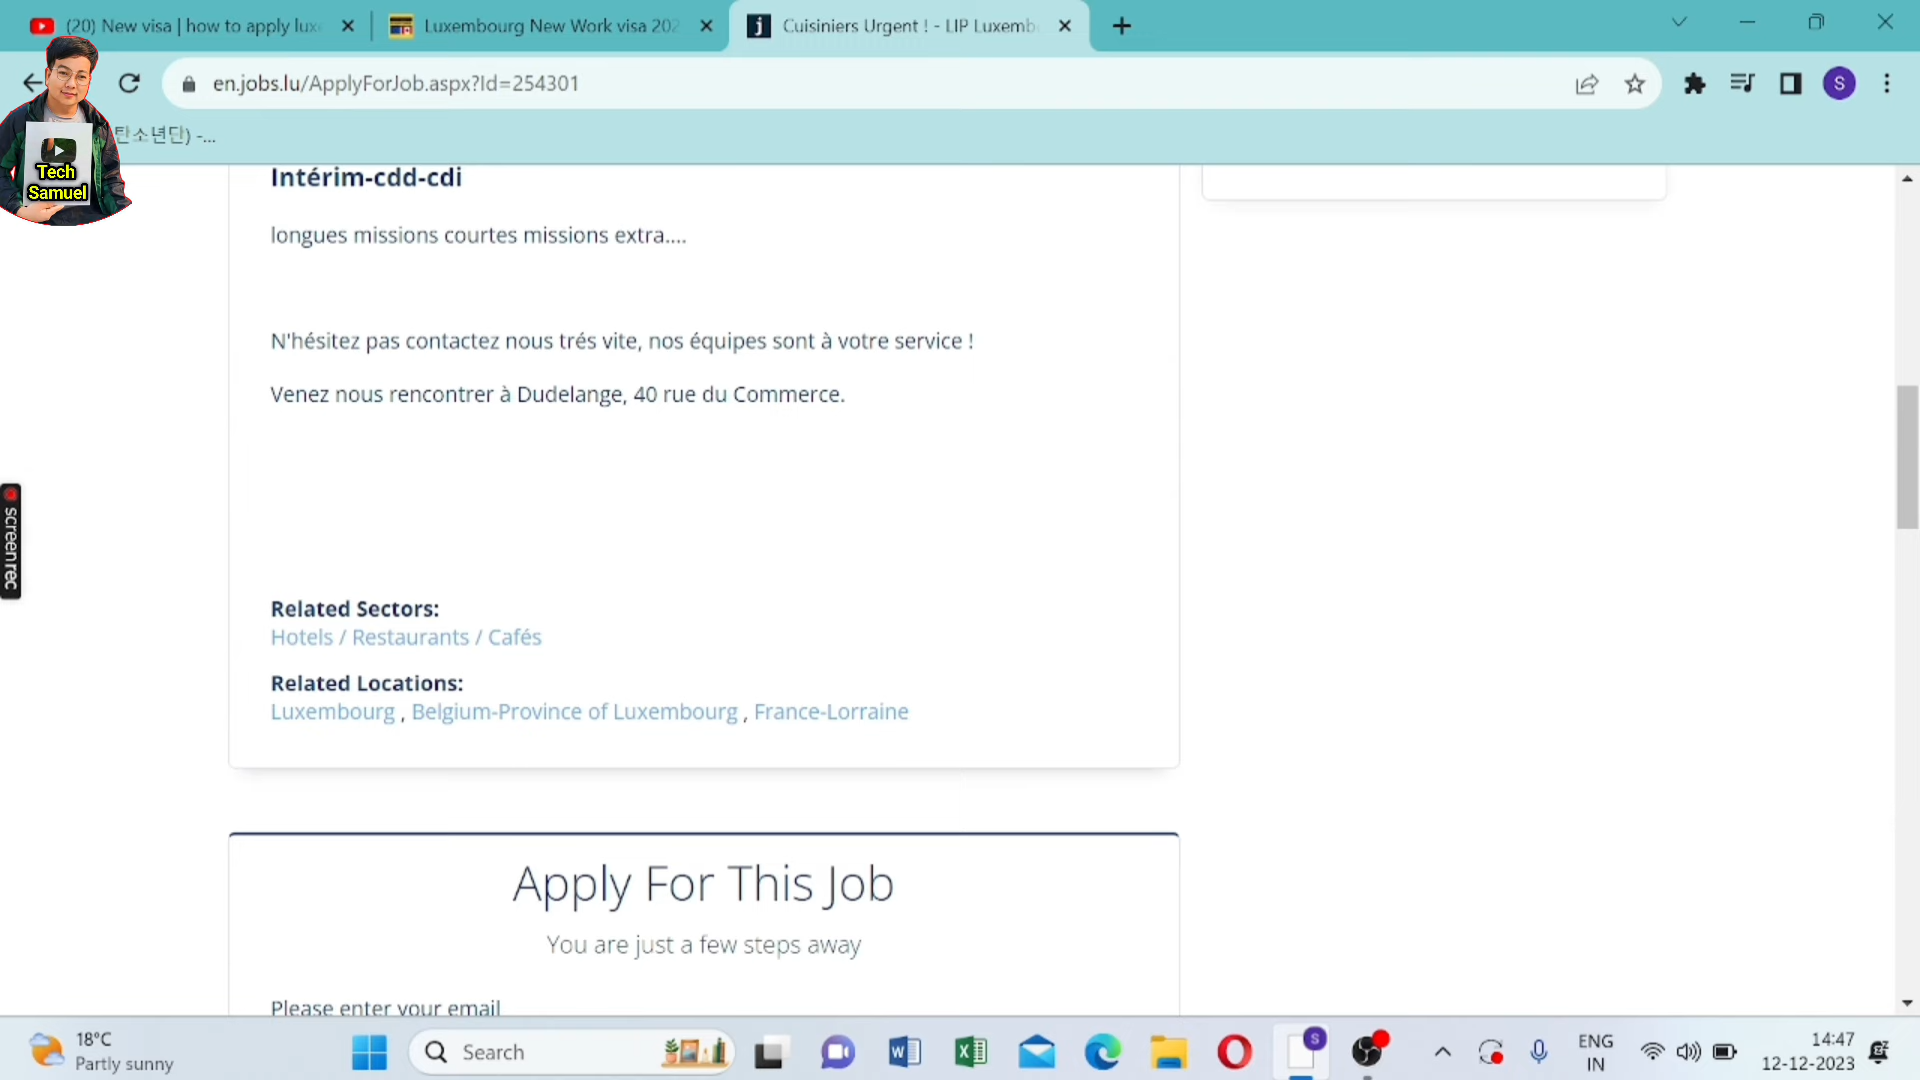 (20) New visa | how to apply lux
Luxembourg New Work visa 202
Cuisiniers Urgent ! - LIP Luxemb
en.jobs.lu/ApplyForJob.aspx?Id=254301
S
탄소년단) -...
Tech
Samuel
Intérim-cdd-cdi
longues missions courtes missions extra....
N'hésitez pas contactez nous trés vite, nos équipes sont à votre service !
Venez nous rencontrer à Dudelange, 40 rue du Commerce.
screenrec
Related Sectors:
Hotels / Restaurants / Cafés
Related Locations:
Luxembourg , Belgium-Province of Luxembourg , France-Lorraine
Apply For This Job
You are just a few steps away
Please enter your email
18°C
Partly sunny
Search
S
ENG
IN
14:47
12-12-2023